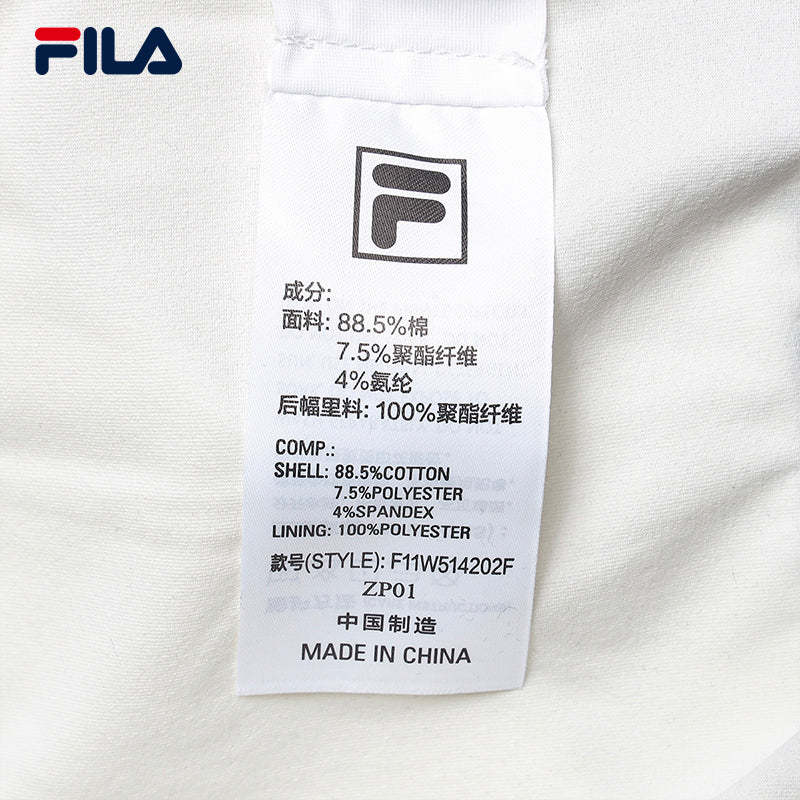 FILA
F
成分:
面料: 88.5%棉
7.5%聚酯纤维
4%氨纶
后幅里料: 100%聚酯纤维
COMP.:
SHELL: 88.5%COTTON
7.5%POLYESTER
4%SPANDEX
LINING: 100%POLYESTER
款号(STYLE): F11W514202F
ZP01
中国制造
MADE IN CHINA